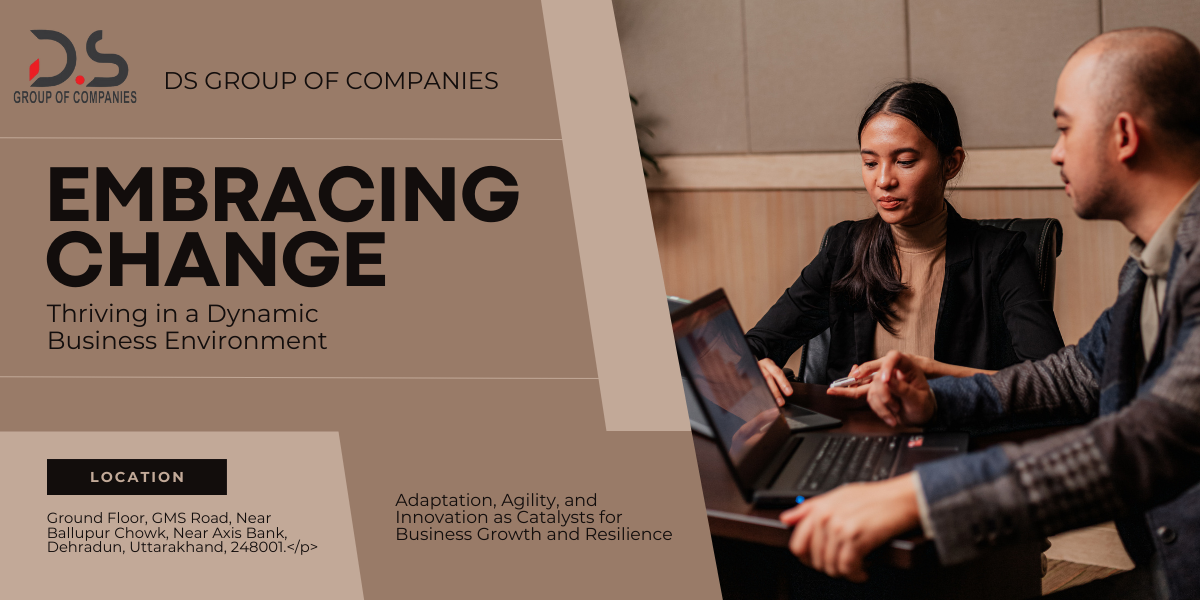 D.S
GROUP OF COMPANIES
DS GROUP OF COMPANIES
EMBRACING
CHANGE
Thriving in a Dynamic
Business Environment
LOCATION
Ground Floor, GMS Road, Near
Ballupur Chowk, Near Axis Bank,
Dehradun, Uttarakhand, 248001.</p>
Adaptation, Agility, and
Innovation as Catalysts for
Business Growth and Resilience